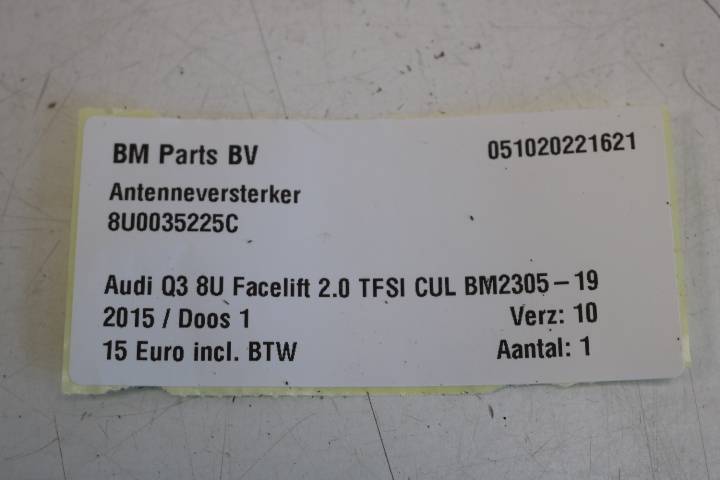 BM Parts BV 051020221621
Antenneversterker
8U0035225C
Audi Q3 8U Facelift 2.0 TFSI CUL BM2305-19
2015 / Doos 1 Verz: 10
15 Euro incl. BTW Aantal: 1